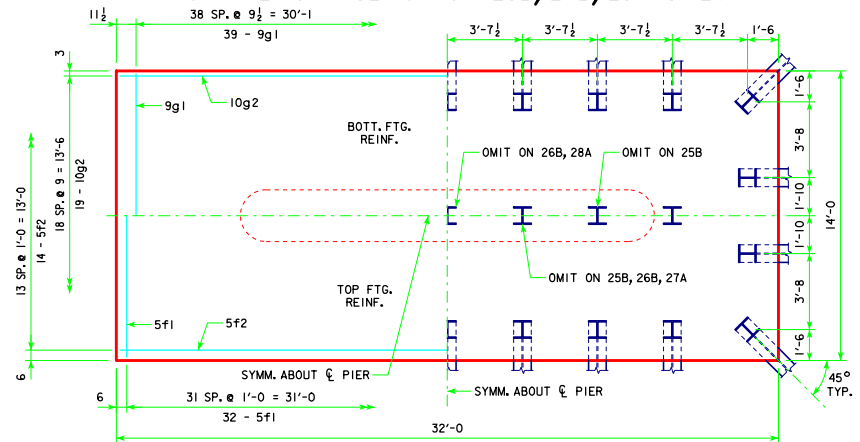 11½
38 SP. @ 9½ = 30'-1
39 - 9g1
3'-7½
3'-7½
3'-7½
3'-7½
1'-6
3
9g1
10g2
BOTT. FTG.
REINF.
18 SP. @ 9 = 13'-6
19 - 10g2
13 SP. @ 1'-0 = 13'-0
14 - 5f2
OMIT ON 26B, 28A
OMIT ON 25B
OMIT ON 25B, 26B, 27A
TOP FTG.
REINF.
5f1
5f2
1'-6
3'-8
1'-10
1'-10
3'-8
1'-6
14'-0
SYMM. ABOUT ℄ PIER
SYMM. ABOUT ℄ PIER
45°
TYP.
6
6
31 SP. @ 1'-0 = 31'-0
32 - 5f1
32'-0